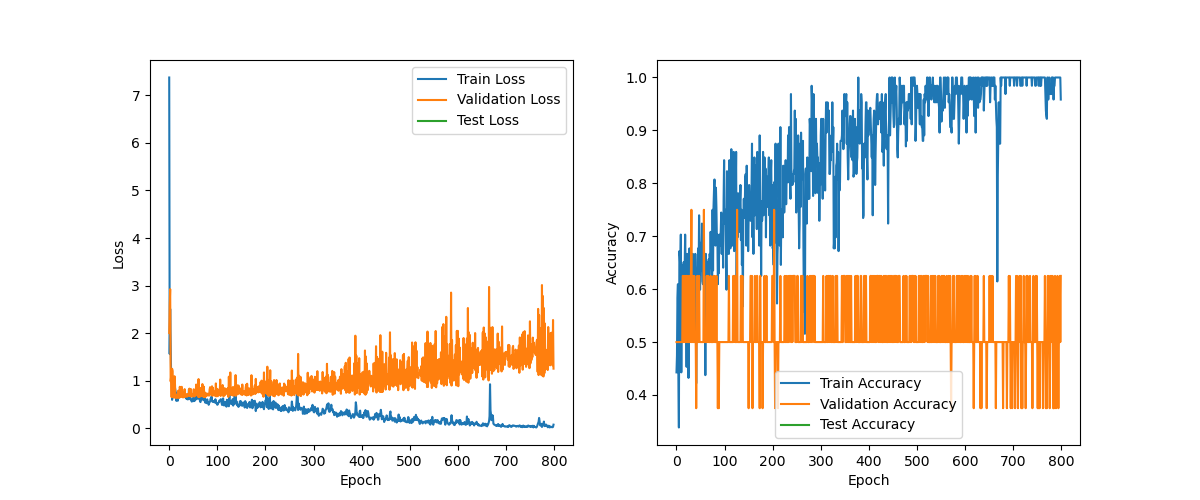 Train Loss
Validation Loss
Test Loss
7
6
5
4
3
2
1
0
Loss
0 100 200 300 400 500 600 700 800
Epoch
1.0
0.9
0.8
0.7
0.6
0.5
0.4
Accuracy
Train Accuracy
Validation Accuracy
Test Accuracy
0 100 200 300 400 500 600 700 800
Epoch